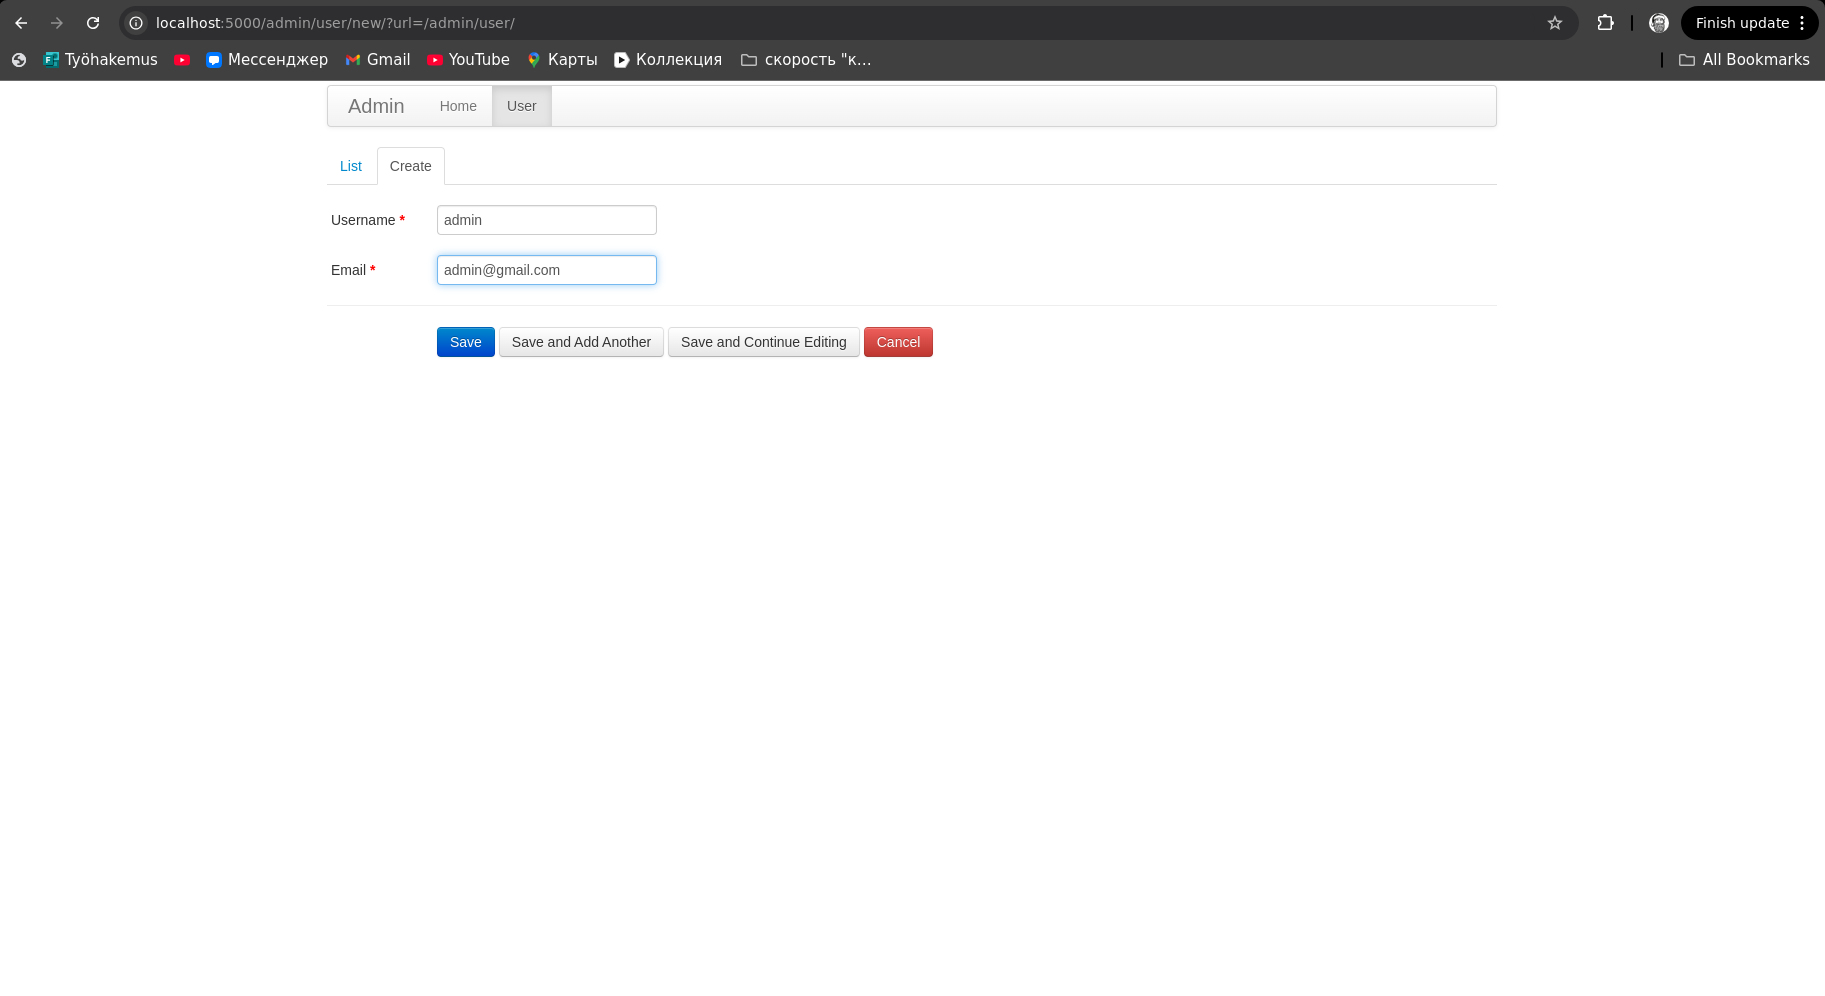 localhost:5000/admin/user/new/?url=/admin/user/
Finish update
Työhakemus Мессенджер Gmail YouTube Карты Коллекция скорость "к... All Bookmarks
Admin Home User
List Create
Username * admin
Email * admin@gmail.com
Save Save and Add Another Save and Continue Editing Cancel